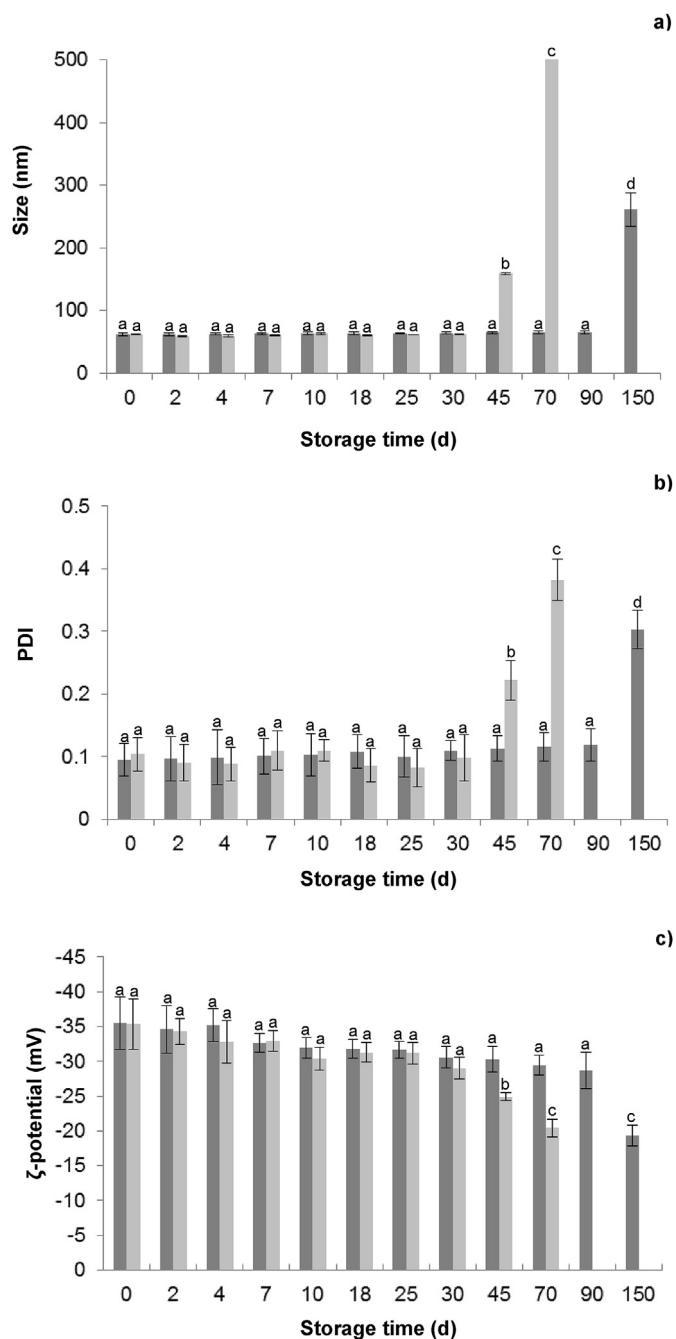 a)
500
400
300
200
100
0
Size (nm)
a a a a a a a a a a a a a a a a a b a c a d
0 2 4 7 10 18 25 30 45 70 90 150
Storage time (d)
b)
0.5
0.4
0.3
0.2
0.1
0
PDI
a a a a a a a a a a a a a a a a a b a c a d
0 2 4 7 10 18 25 30 45 70 90 150
Storage time (d)
c)
-45
-40
-35
-30
-25
-20
-15
-10
-5
0
ζ-potential (mV)
a a a a a a a a a a a a a a a a a b a c a c
0 2 4 7 10 18 25 30 45 70 90 150
Storage time (d)